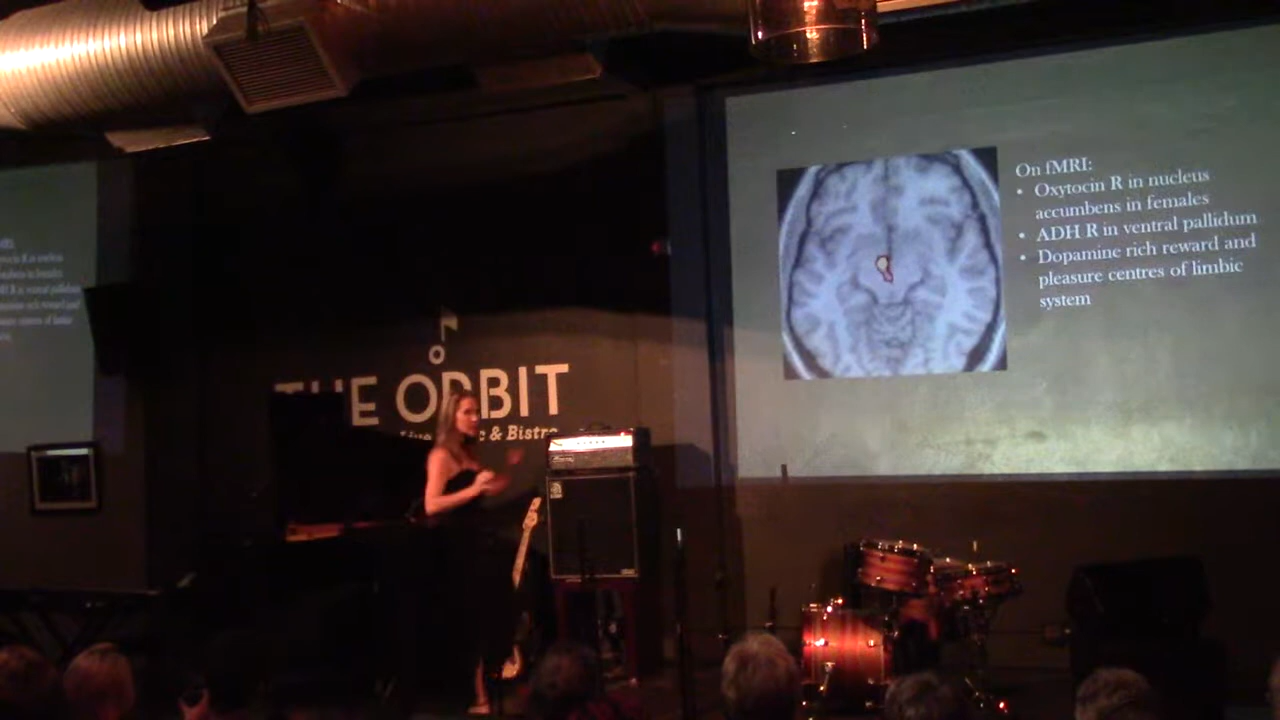 On fMRI:
• Oxytocin R in nucleus
accumbens in females
• ADH R in ventral pallidum
• Dopamine rich reward and
pleasure centres of limbic
system
THE ORBIT
& Bistro